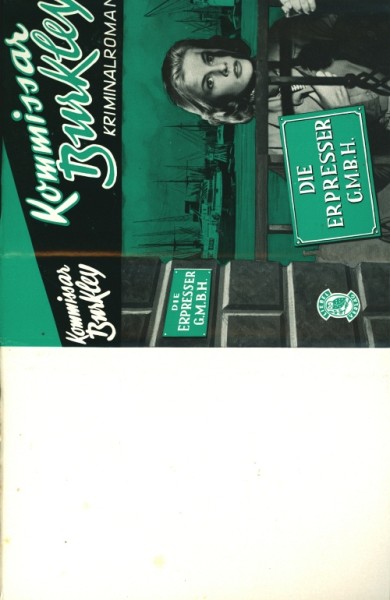 Kommissar
Burkley
KRIMINALROMAN
DIE
ERPRESSER
G.M.B.H.
Kommissar
Burkley
DIE
ERPRESSER
G.M.B.H.